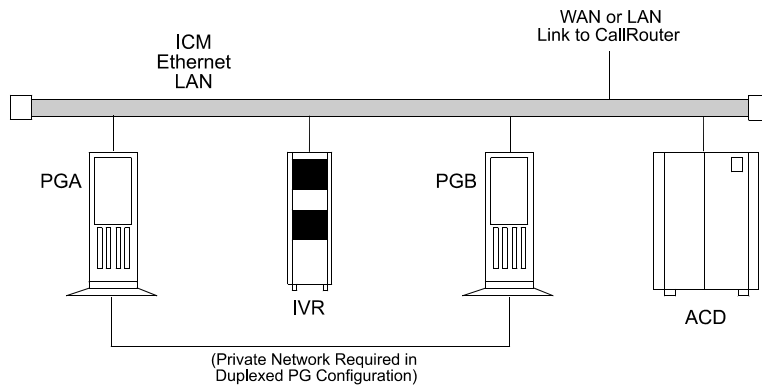 ICM
Ethernet
LAN
WAN or LAN
Link to CallRouter
PGA
IVR
PGB
ACD
(Private Network Required in
Duplexed PG Configuration)